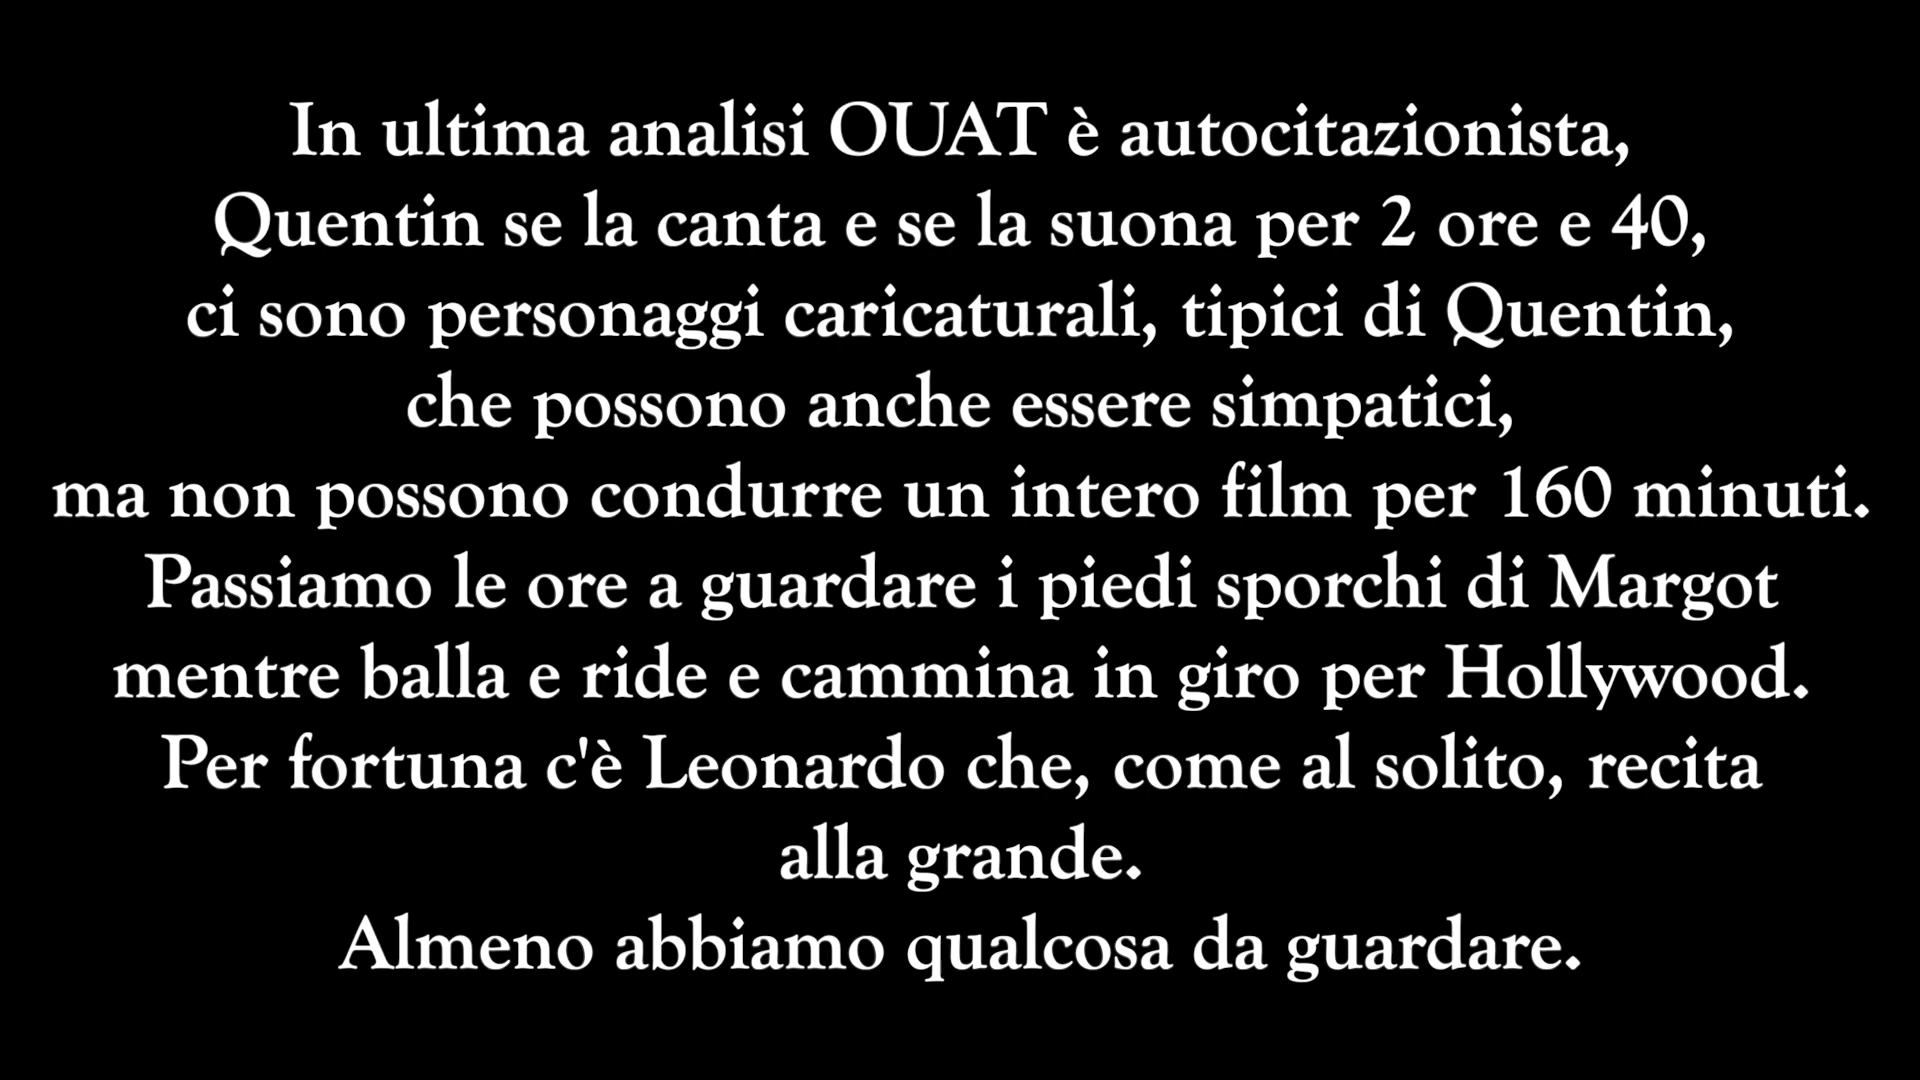 In ultima analisi OUAT è autocitazionista,
Quentin se la canta e se la suona per 2 ore e 40,
ci sono personaggi caricaturali, tipici di Quentin,
che possono anche essere simpatici,
ma non possono condurre un intero film per 160 minuti.
Passiamo le ore a guardare i piedi sporchi di Margot
mentre balla e ride e cammina in giro per Hollywood.
Per fortuna c'è Leonardo che, come al solito, recita
alla grande.
Almeno abbiamo qualcosa da guardare.